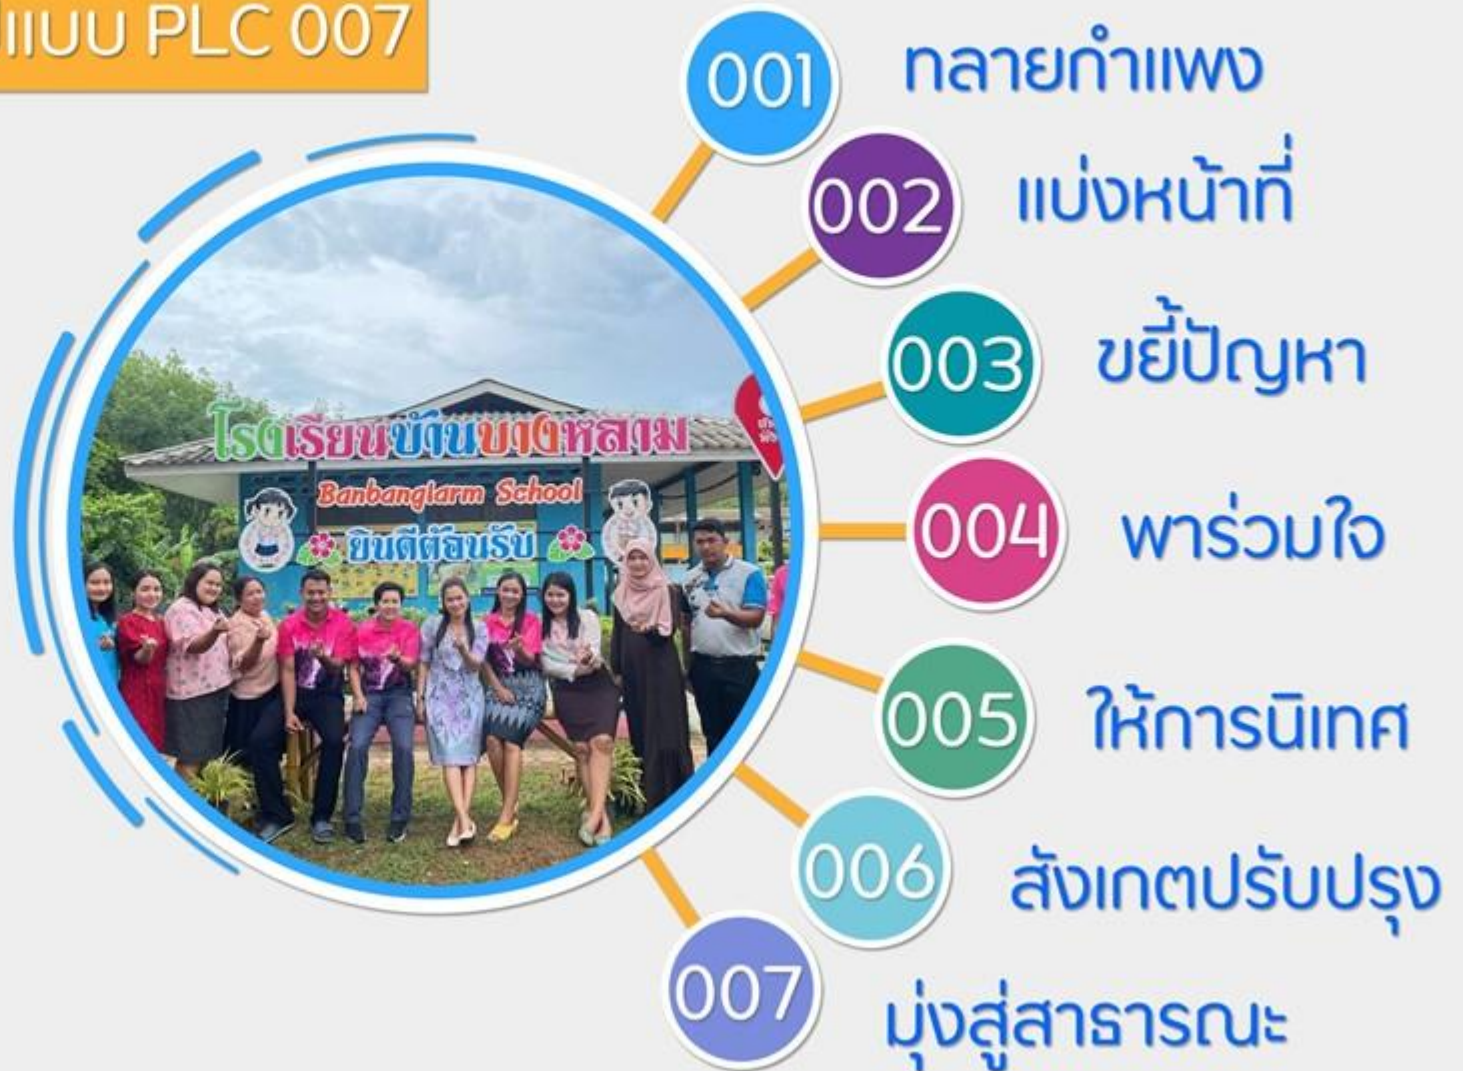 แบบ PLC 007
001 ทลายกำแพง
002 แบ่งหน้าที่
003 ขยี้ปัญหา
โรงเรียนบ้านบางหลาม
Banbanglarm School
ยินดีต้อนรับ
004 พาร่วมใจ
005 ให้การนิเทศ
006 สังเกตปรับปรุง
007 มุ่งสู่สาธารณะ